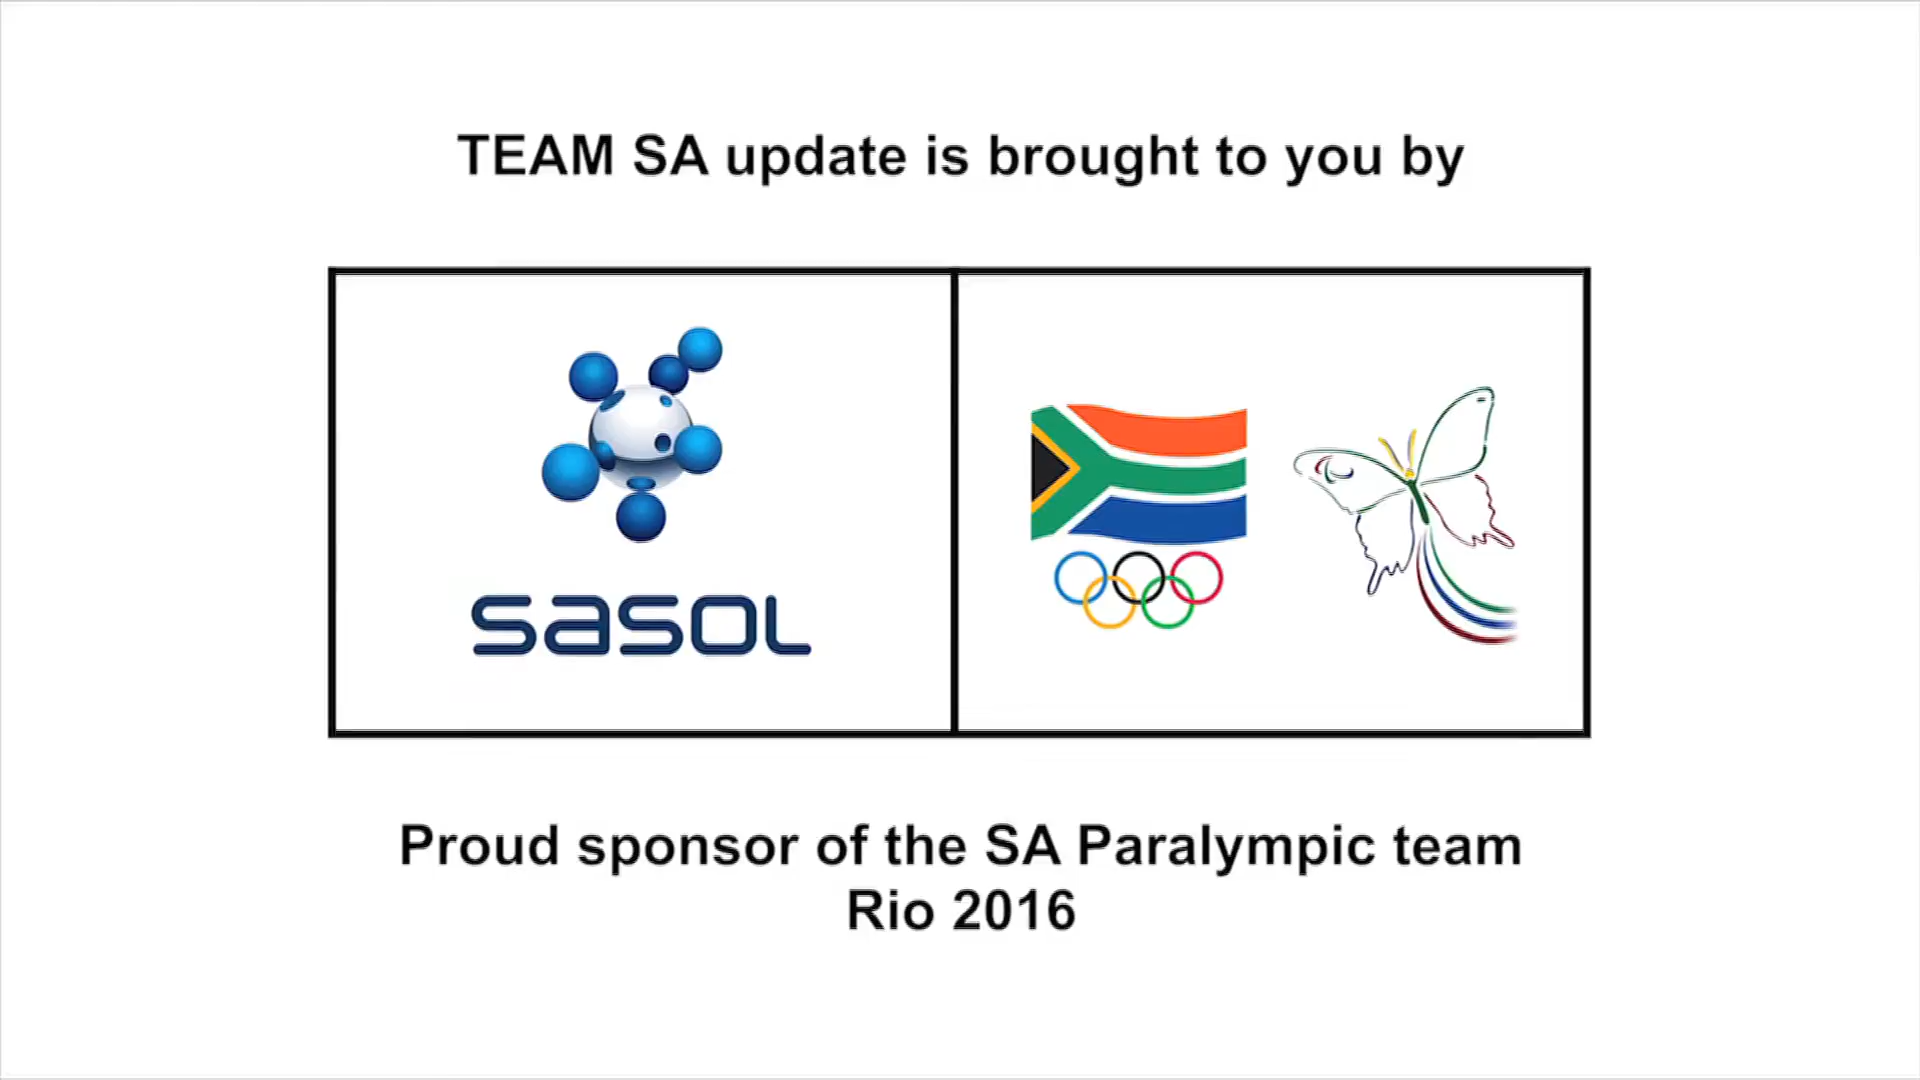 TEAM SA update is brought to you by
sasol
Proud sponsor of the SA Paralympic team
Rio 2016